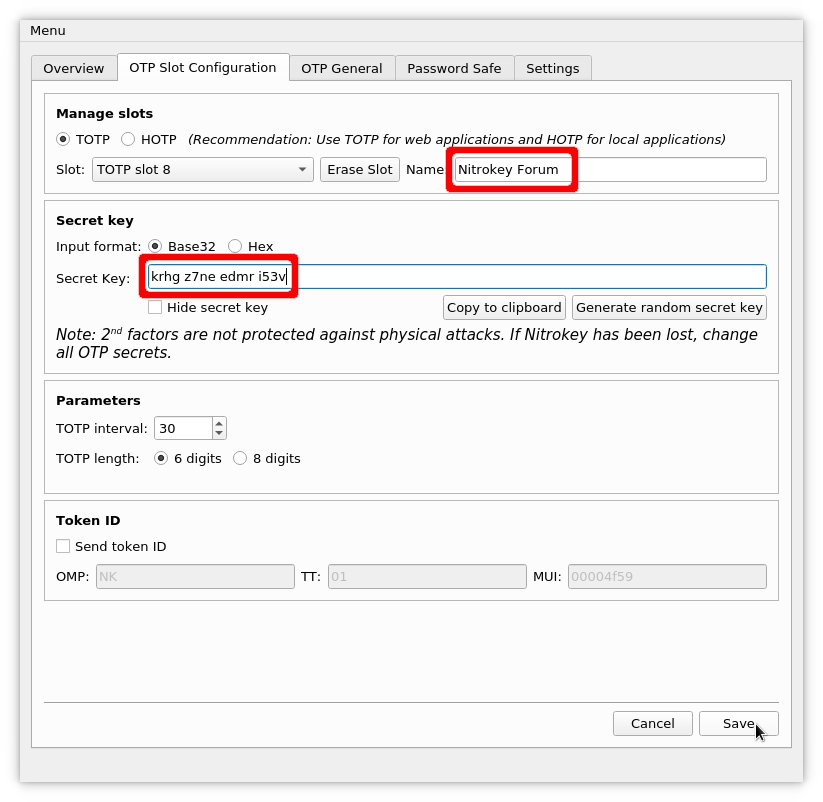 Menu
Overview OTP Slot Configuration OTP General Password Safe Settings
Manage slots
TOTP HOTP (Recommendation: Use TOTP for web applications and HOTP for local applications)
Slot: TOTP slot 8 Erase Slot Name Nitrokey Forum
Secret key
Input format: Base32 Hex
Secret Key: krhg z7ne edmr i53v
Hide secret key Copy to clipboard Generate random secret key
Note: 2nd factors are not protected against physical attacks. If Nitrokey has been lost, change
all OTP secrets.
Parameters
TOTP interval: 30
TOTP length: 6 digits 8 digits
Token ID
Send token ID
OMP: NK TT: 01 MUI: 00004f59
Cancel Save